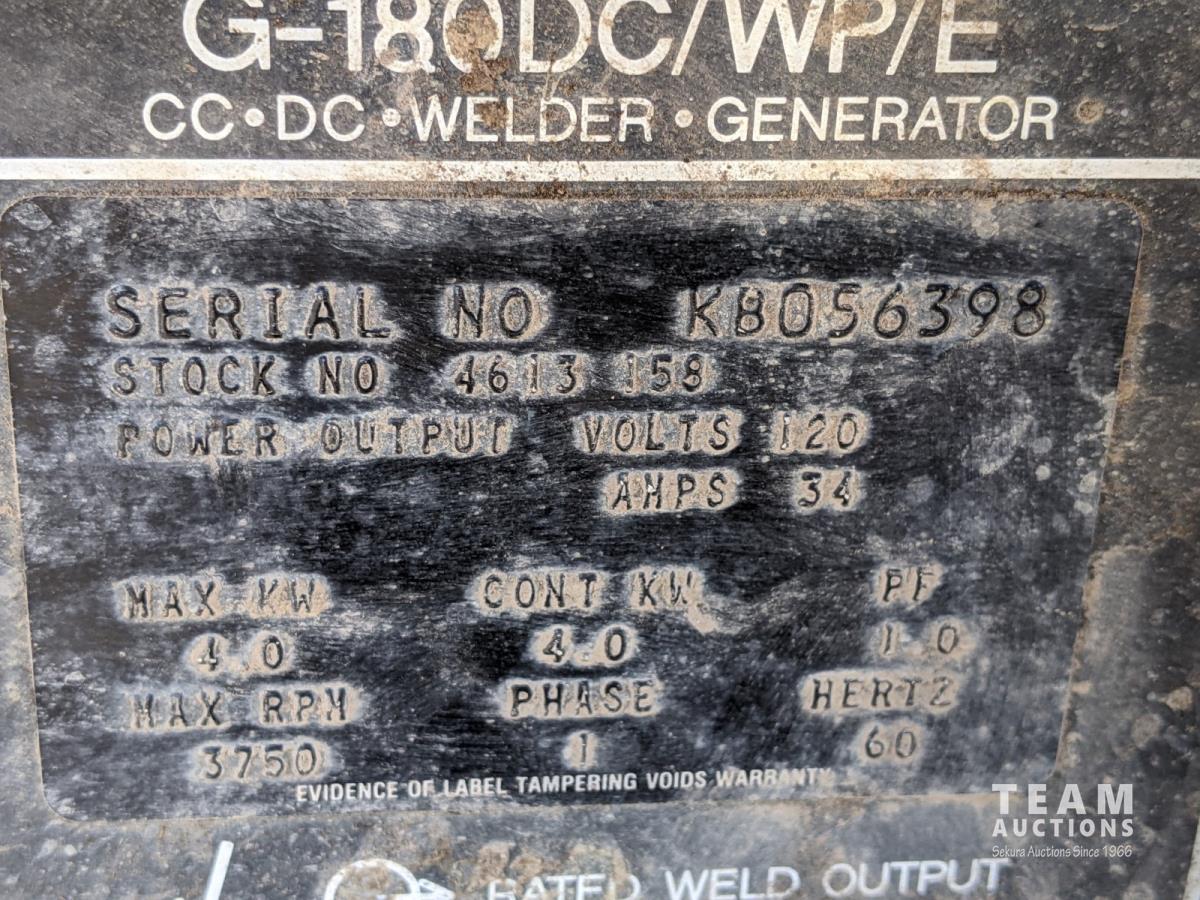 G-180DC/WP/E
CC•DC•WELDER•GENERATOR
SERIAL NO KB056398
STOCK NO 4613 158
POWER OUTPUT VOLTS 120
AMPS 34
MAX KW CONT KW PF
4.0 4.0 1.0
MAX RPM PHASE HERTZ
3750 1 60
EVIDENCE OF LABEL TAMPERING VOIDS WARRANTY
RATED WELD OUTPUT
TEAM
AUCTIONS
Sekura Auctions Since 1966